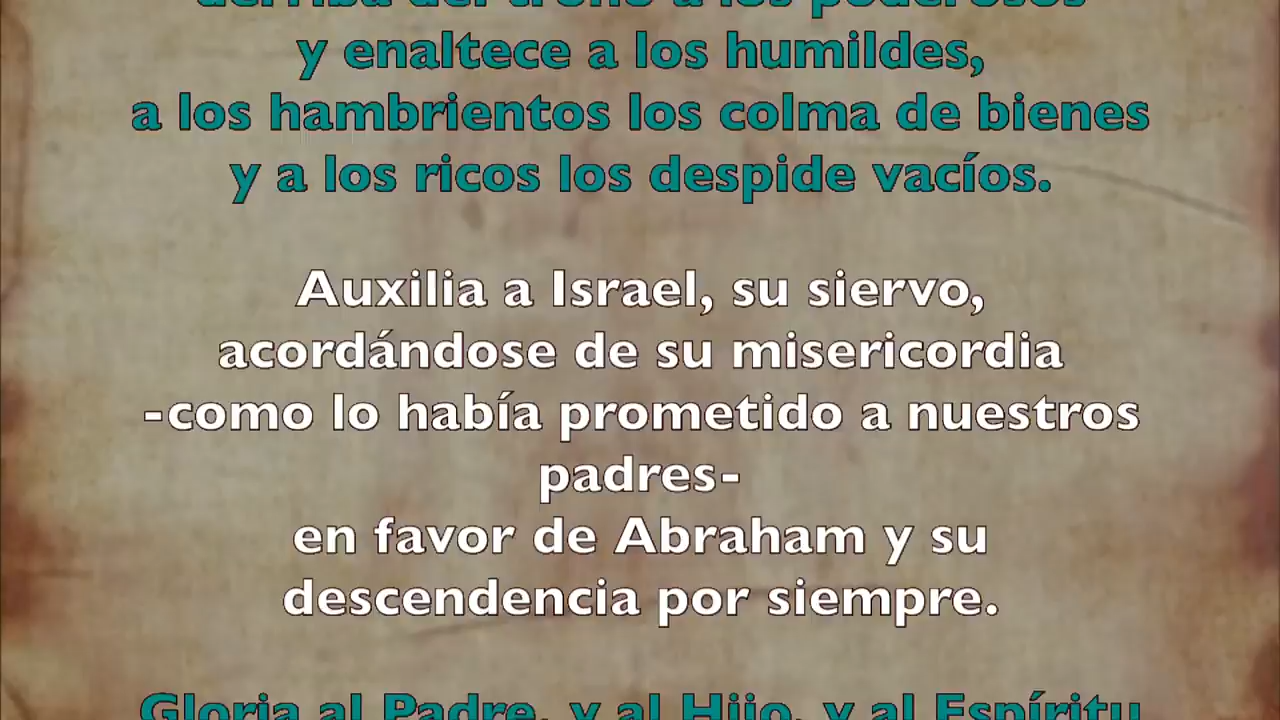 derriba del trono a los poderosos
y enaltece a los humildes,
a los hambrientos los colma de bienes
y a los ricos los despide vacíos.
Auxilia a Israel, su siervo,
acordándose de su misericordia
-como lo había prometido a nuestros
padres-
en favor de Abraham y su
descendencia por siempre.
Gloria al Padre, y al Hijo, y al Espíritu